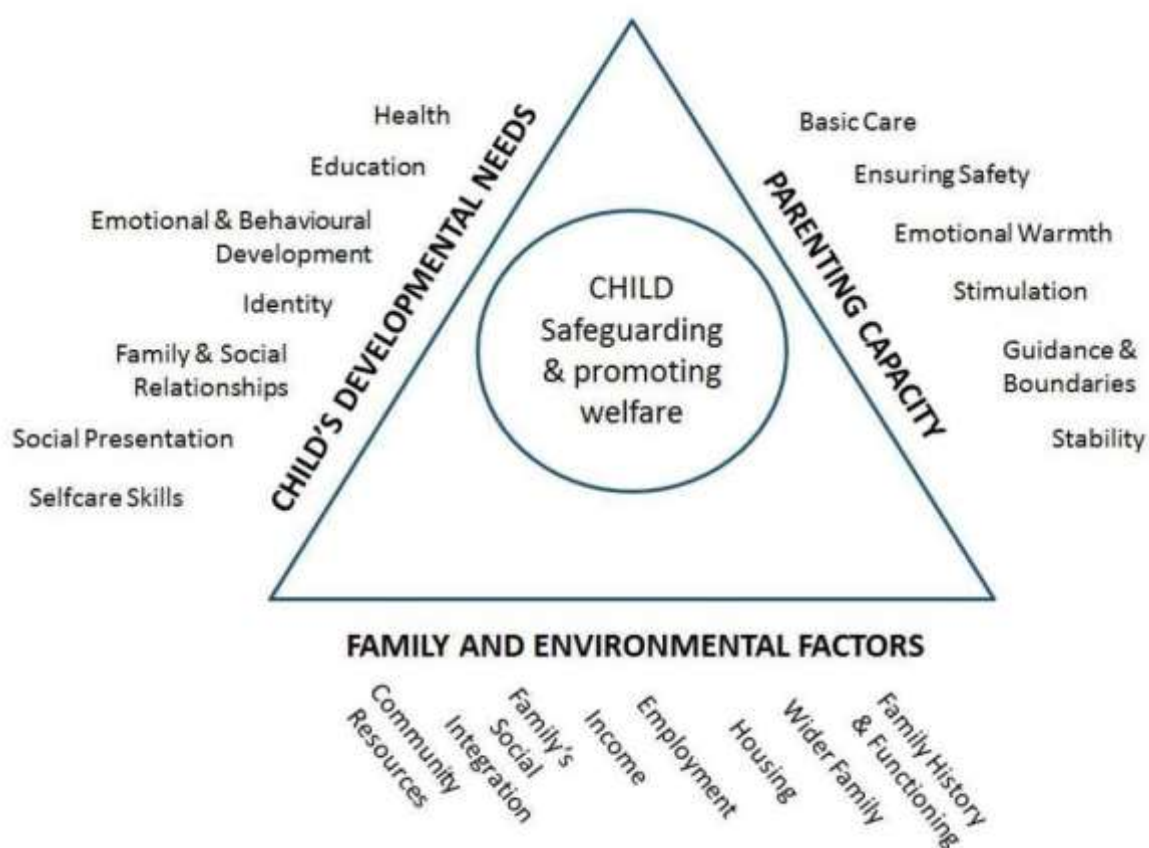 Health
Education
Emotional & Behavioural
Development
Identity
Family & Social
Relationships
Social Presentation
Selfcare Skills
CHILD'S DEVELOPMENTAL NEEDS
CHILD
Safeguarding
& promoting
welfare
PARENTING CAPACITY
Basic Care
Ensuring Safety
Emotional Warmth
Stimulation
Guidance &
Boundaries
Stability
FAMILY AND ENVIRONMENTAL FACTORS
Community
Resources
Family's
Social
Integration
Income
Employment
Housing
Wider Family
Family History
& Functioning